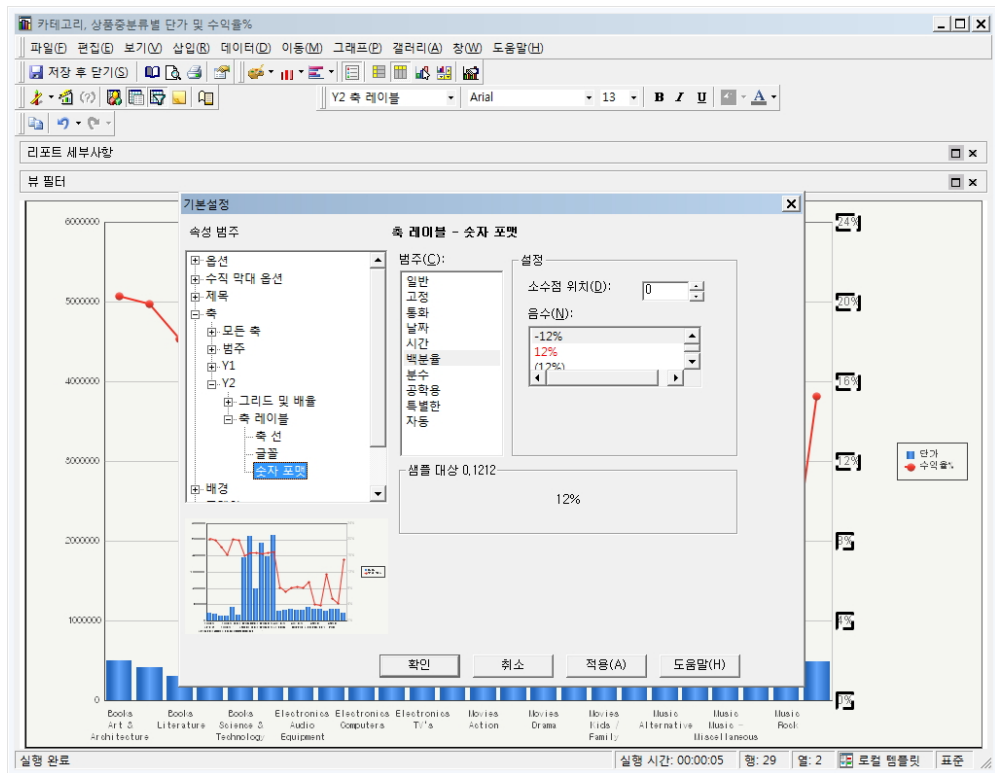 카테고리, 상품중분류별 단가 및 수익율%
파일(F) 편집(E) 보기(V) 삽입(R) 데이터(D) 이동(M) 그래프(P) 갤러리(A) 창(W) 도움말(H)
저장 후 닫기(S)
Y2 축 레이블 Arial 13 B I U A
리포트 세부사항
뷰 필터
기본설정
속성 범주
옵션
수직 막대 옵션
제목
축
모든 축
범주
Y1
Y2
그리드 및 배율
축 레이블
축 선
글꼴
숫자 포맷
배경
축 레이블 - 숫자 포맷
범주(C):
일반
고정
통화
날짜
시간
백분율
분수
공학용
특별한
자동
설정
소수점 위치(D): 0
음수(N):
-12%
12%
(12%)
샘플 대상 0,1212
12%
확인 취소 적용(A) 도움말(H)
6000000
5000000
4000000
3000000
2000000
1000000
0
24%
20%
16%
12%
8%
4%
0%
단가
수익율%
Books Art & Architecture
Books Literature
Books Science & Technology
Electronics Audio Equipment
Electronics Computers
Electronics TV's
Movies Action
Movies Drama
Movies Kids / Family
Music Alternative
Music Music - Miscellaneous
Music Rock
실행 완료
실행 시간: 00:00:05 행: 29 열: 2 로컬 템플릿 표준